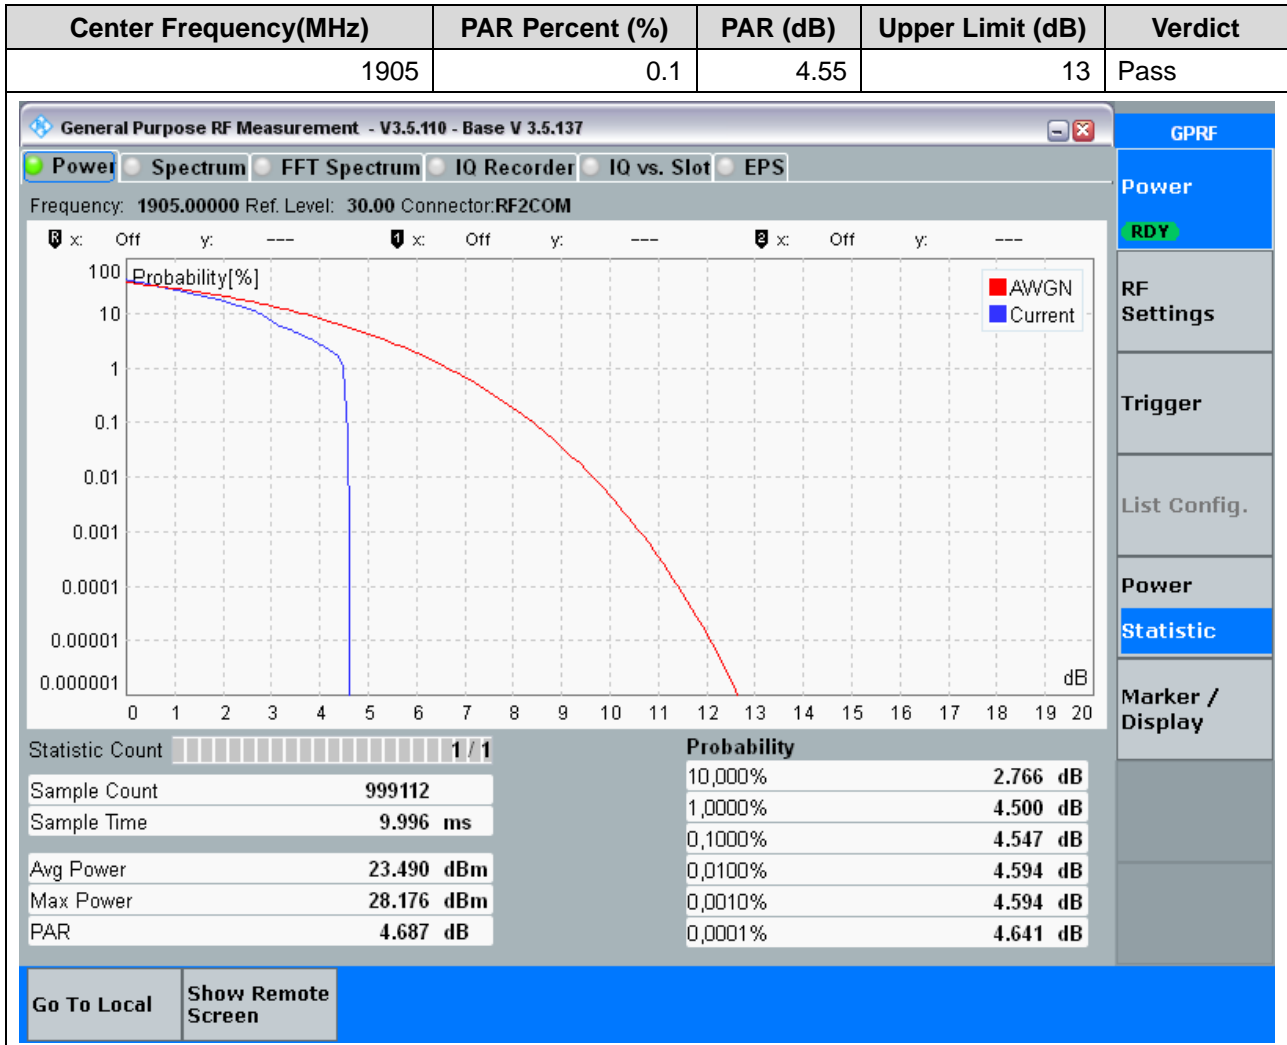 Center Frequency(MHz) PAR Percent (%) PAR (dB) Upper Limit (dB) Verdict
1905 0.1 4.55 13 Pass
General Purpose RF Measurement - V3.5.110 - Base V 3.5.137
GPRF
Power Spectrum FFT Spectrum IQ Recorder IQ vs. Slot EPS
Frequency: 1905.00000 Ref. Level: 30.00 Connector:RF2COM
R x: Off y: --- 1 x: Off y: --- 2 x: Off y: ---
Probability[%]
AWGN
Current
100
10
1
0.1
0.01
0.001
0.0001
0.00001
0.000001
dB
0 1 2 3 4 5 6 7 8 9 10 11 12 13 14 15 16 17 18 19 20
Statistic Count 1 / 1
Sample Count 999112
Sample Time 9.996 ms
Avg Power 23.490 dBm
Max Power 28.176 dBm
PAR 4.687 dB
Probability
10,000% 2.766 dB
1,0000% 4.500 dB
0,1000% 4.547 dB
0,0100% 4.594 dB
0,0010% 4.594 dB
0,0001% 4.641 dB
Power
RDY
RF
Settings
Trigger
List Config.
Power
Statistic
Marker /
Display
Go To Local
Show Remote
Screen